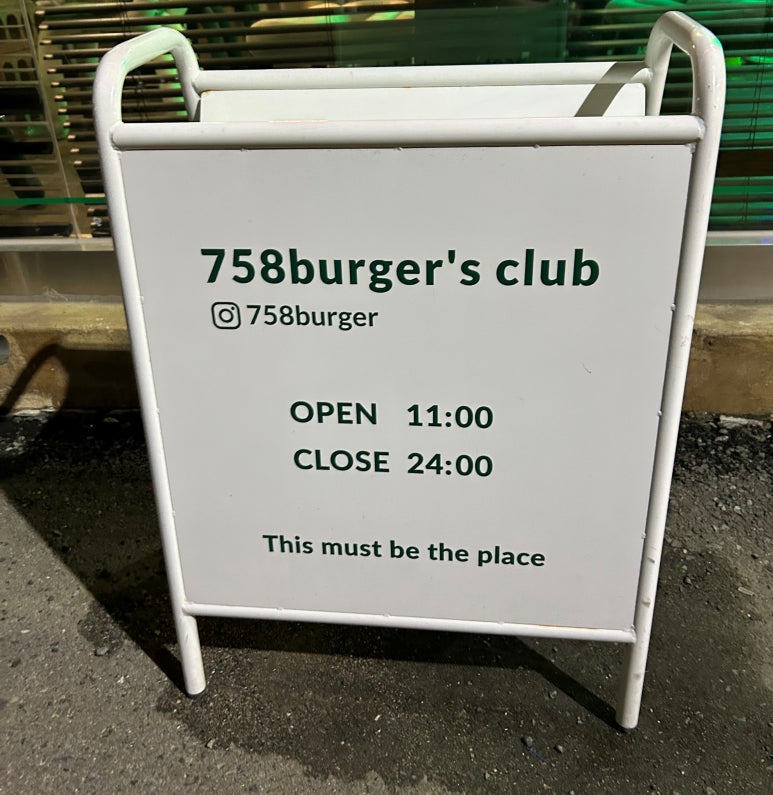 758burger's club
758burger
OPEN 11:00
CLOSE 24:00
This must be the place